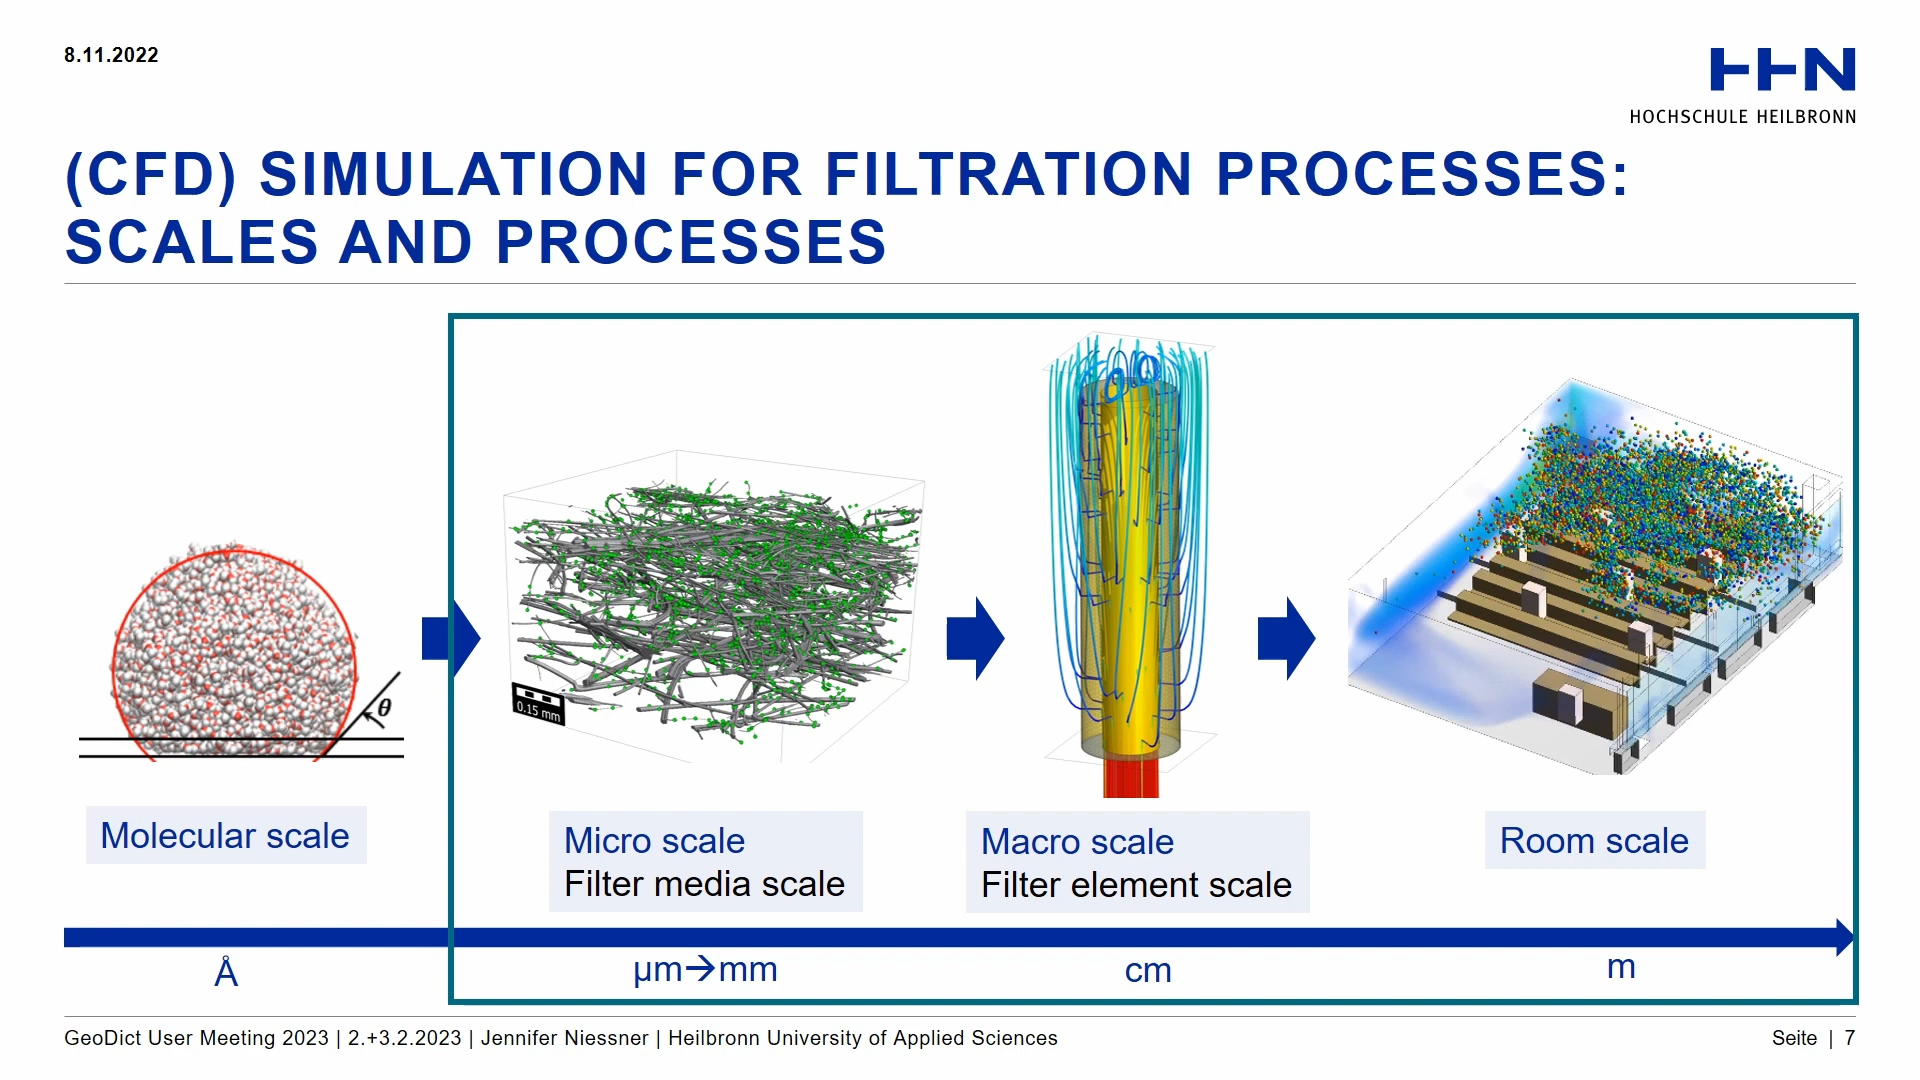 8.11.2022
HHN
HOCHSCHULE HEILBRONN
(CFD) SIMULATION FOR FILTRATION PROCESSES:
SCALES AND PROCESSES
θ
0.15 mm
Molecular scale
Micro scale
Filter media scale
Macro scale
Filter element scale
Room scale
Å
µm→mm
cm
m
GeoDict User Meeting 2023 | 2.+3.2.2023 | Jennifer Niessner | Heilbronn University of Applied Sciences
Seite | 7